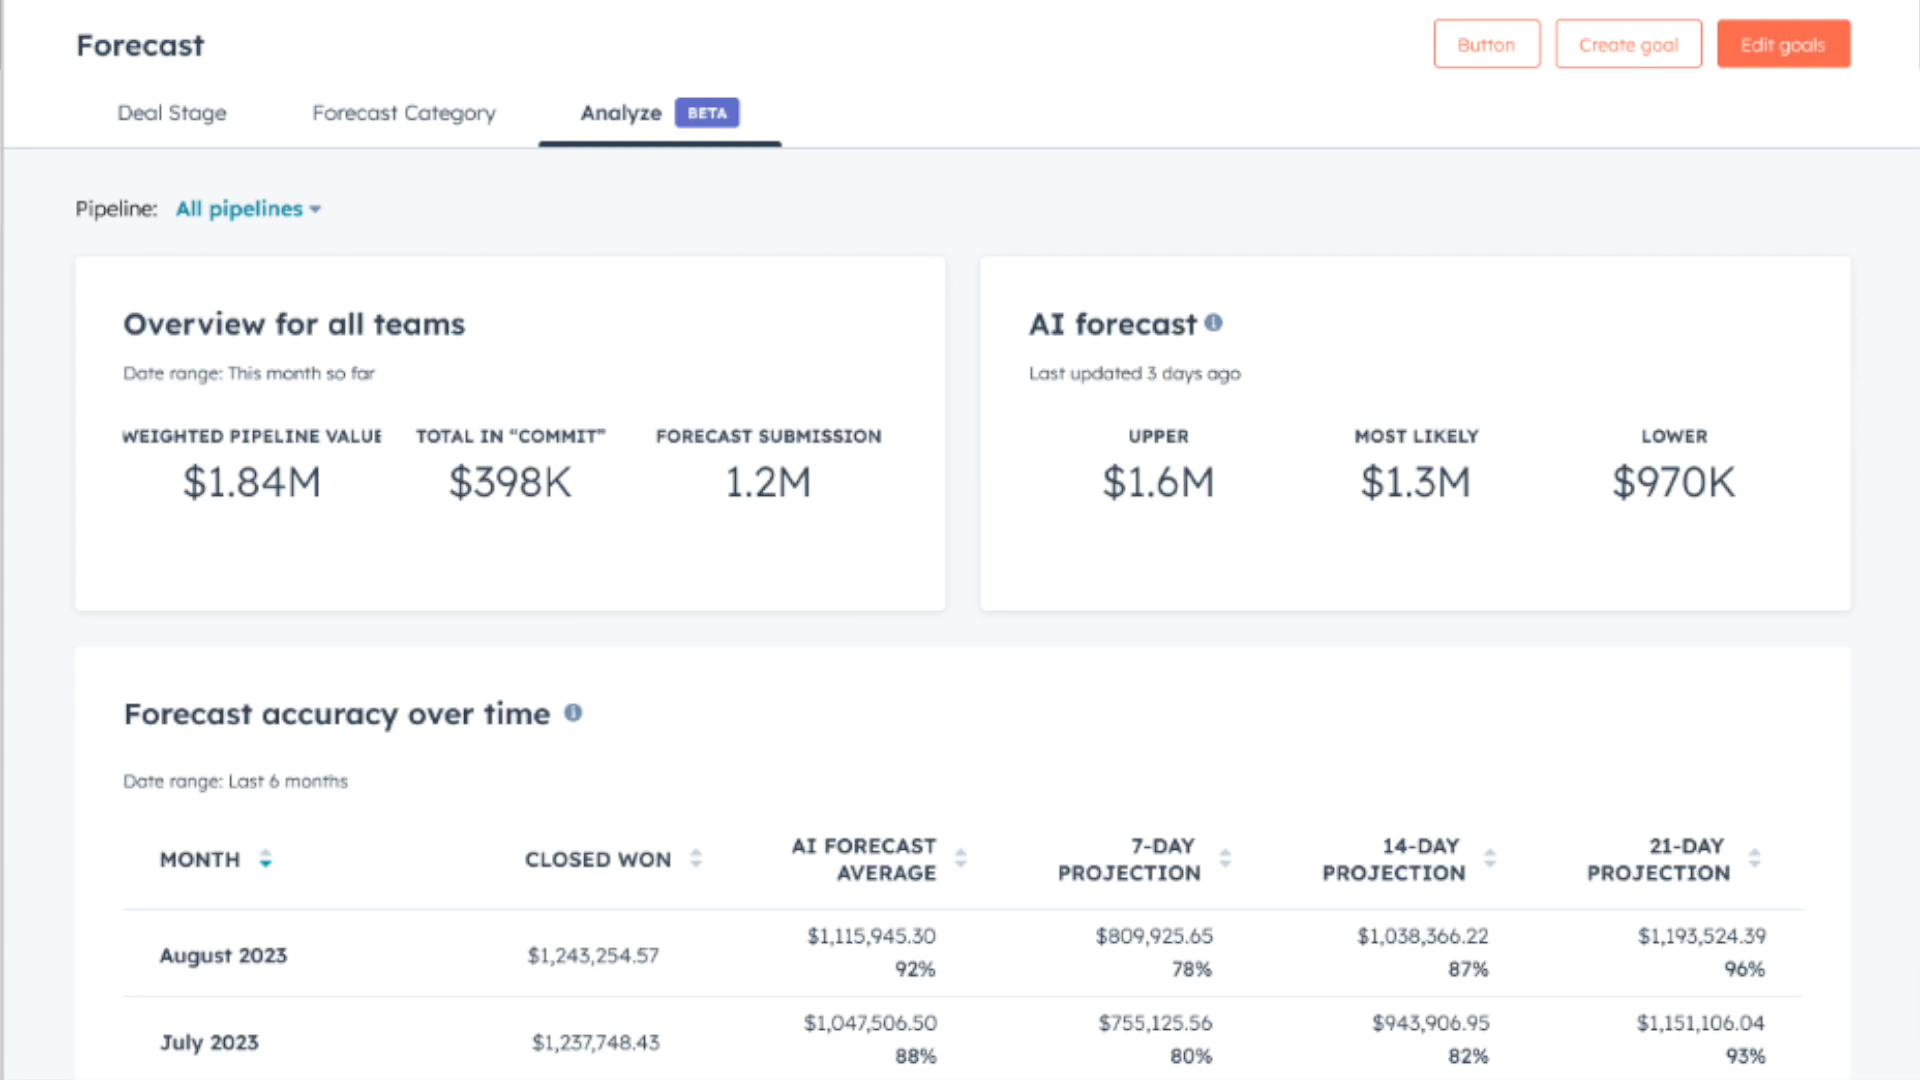 Forecast
Button
Create goal
Edit goals
Deal Stage
Forecast Category
Analyze
BETA
Pipeline: All pipelines
Overview for all teams
Date range: This month so far
WEIGHTED PIPELINE VALUE
TOTAL IN “COMMIT”
FORECAST SUBMISSION
$1.84M
$398K
1.2M
AI forecast
Last updated 3 days ago
UPPER
MOST LIKELY
LOWER
$1.6M
$1.3M
$970K
Forecast accuracy over time
Date range: Last 6 months
MONTH
CLOSED WON
AI FORECAST
AVERAGE
7-DAY
PROJECTION
14-DAY
PROJECTION
21-DAY
PROJECTION
August 2023
$1,243,254.57
$1,115,945.30
92%
$809,925.65
78%
$1,038,366.22
87%
$1,193,524.39
96%
July 2023
$1,237,748.43
$1,047,506.50
88%
$755,125.56
80%
$943,906.95
82%
$1,151,106.04
93%